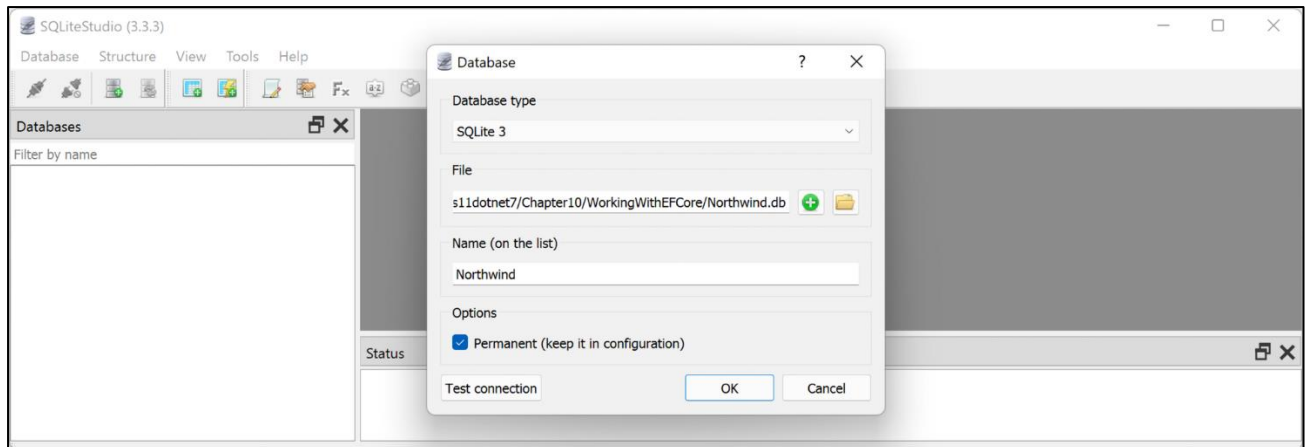 SQLiteStudio (3.3.3)
Database Structure View Tools Help
Databases
Filter by name
Status
Database
?
Database type
SQLite 3
File
s11dotnet7/Chapter10/WorkingWithEFCore/Northwind.db
Name (on the list)
Northwind
Options
Permanent (keep it in configuration)
Test connection OK Cancel